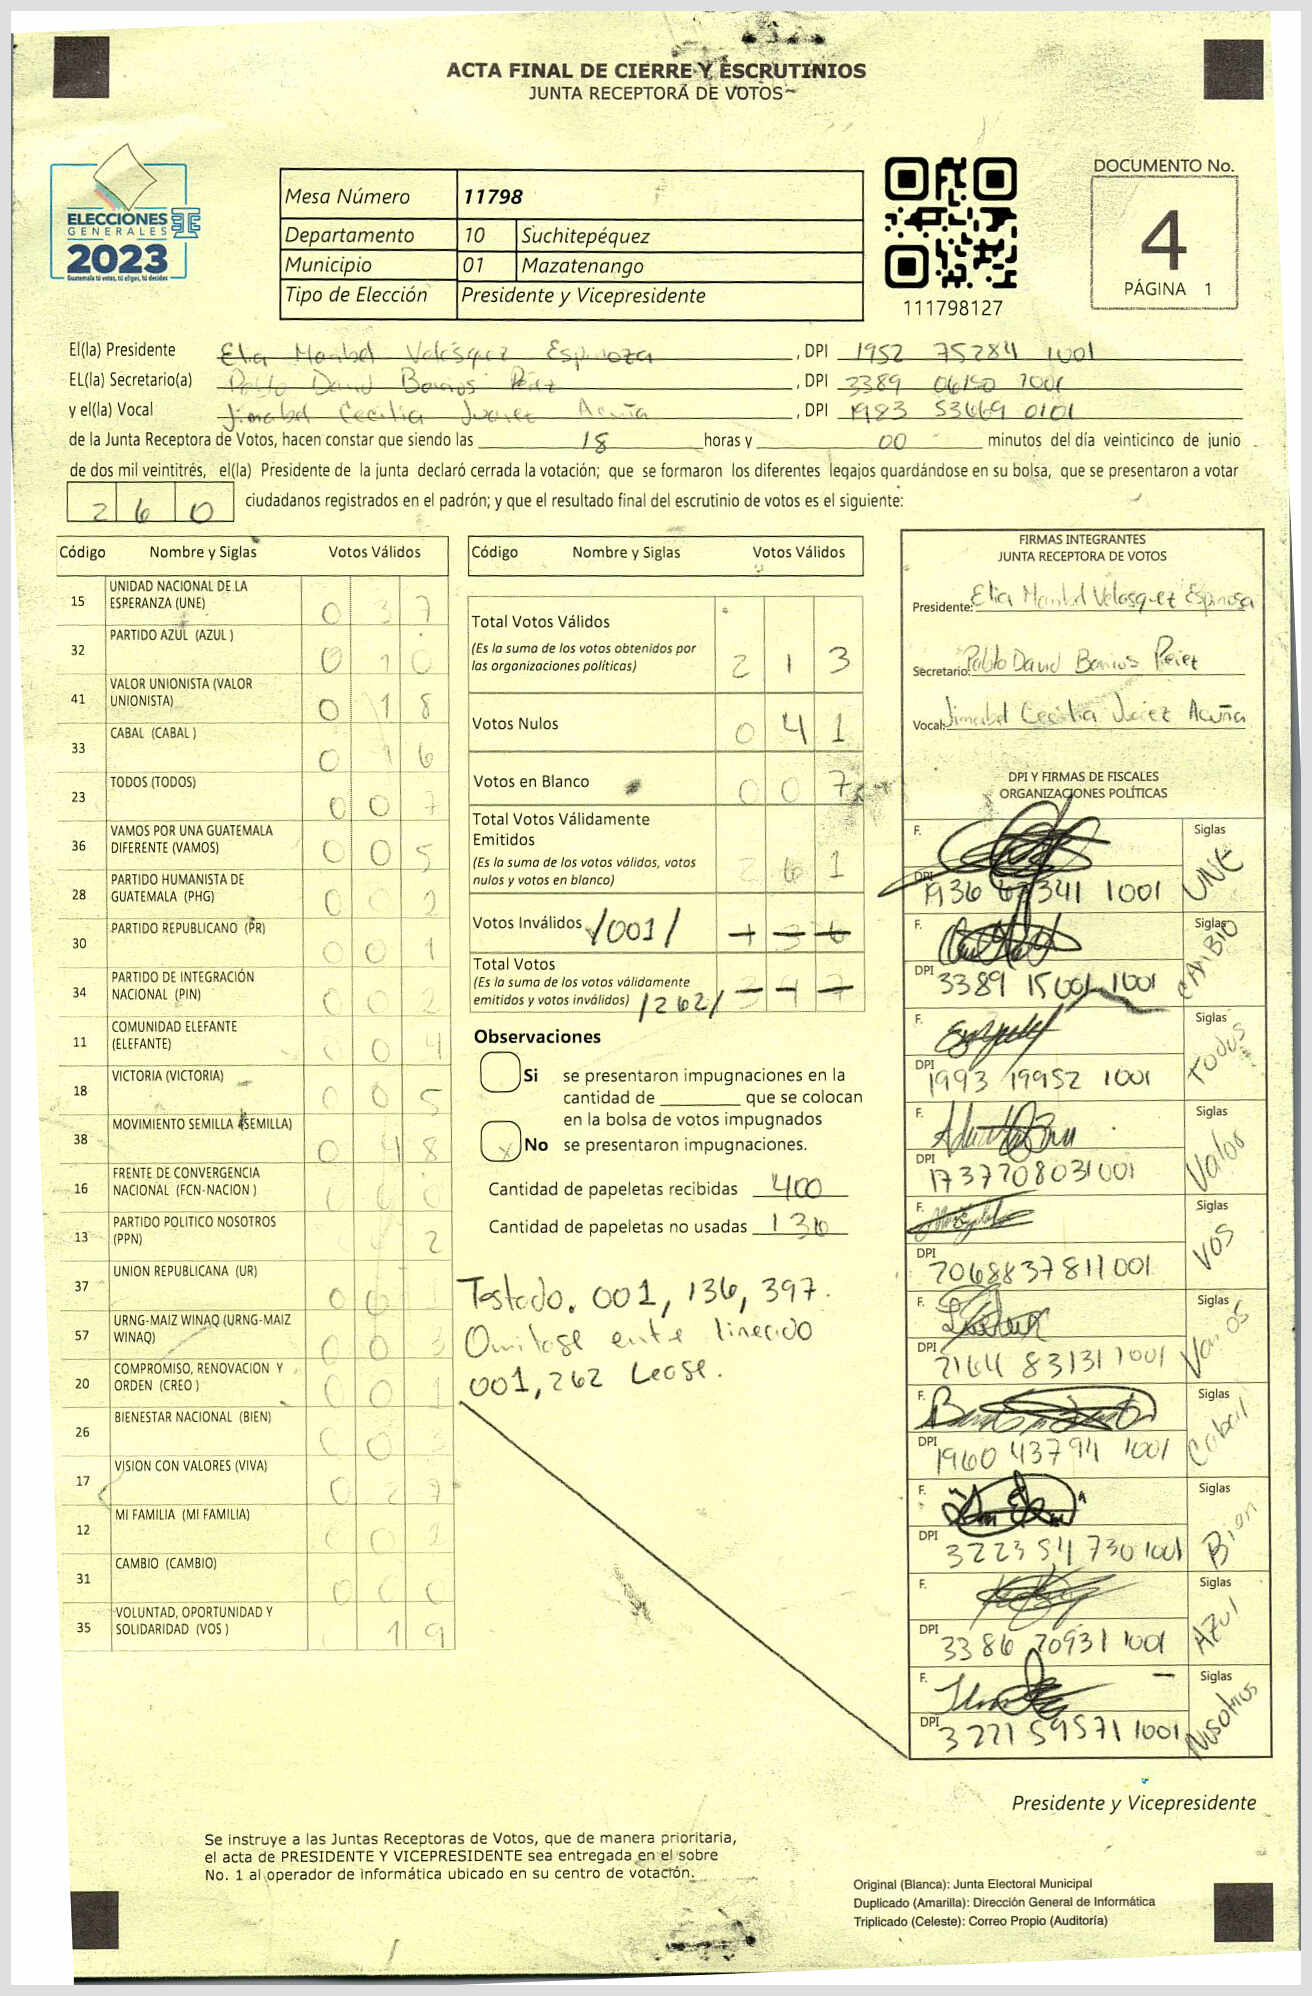 ACTA FINAL DE CIERRE Y ESCRUTINIOS
JUNTA RECEPTORA DE VOTOS
ELECCIONES
GENERALES
2023
Guatemala tú votas, tú eliges, tú decides
Mesa Número 11798
Departamento 10 Suchitepéquez
Municipio 01 Mazatenango
Tipo de Elección Presidente y Vicepresidente
111798127
DOCUMENTO No.
4
PÁGINA 1
El(la) Presidente Elia Maribel Velásquez Espinoza, DPI 1952 75284 1001
EL(la) Secretario(a) Pablo David Barrios Pérez, DPI 3389 06150 1001
y el(la) Vocal Jimabel Cecilia Juárez Acuña, DPI 1983 53669 0101
de la Junta Receptora de Votos, hacen constar que siendo las 18 horas y 00 minutos del día veinticinco de junio
de dos mil veintitrés, el(la) Presidente de la junta declaró cerrada la votación; que se formaron los diferentes legajos guardándose en su bolsa, que se presentaron a votar
260 ciudadanos registrados en el padrón; y que el resultado final del escrutinio de votos es el siguiente:
Código Nombre y Siglas Votos Válidos
15 UNIDAD NACIONAL DE LA ESPERANZA (UNE) 0 3 7
32 PARTIDO AZUL (AZUL ) 0 1 0
41 VALOR UNIONISTA (VALOR UNIONISTA) 0 1 8
33 CABAL (CABAL ) 0 1 6
23 TODOS (TODOS) 0 0 7
36 VAMOS POR UNA GUATEMALA DIFERENTE (VAMOS) 0 0 5
28 PARTIDO HUMANISTA DE GUATEMALA (PHG) 0 0 2
30 PARTIDO REPUBLICANO (PR) 0 0 1
34 PARTIDO DE INTEGRACIÓN NACIONAL (PIN) 0 0 2
11 COMUNIDAD ELEFANTE (ELEFANTE) 0 0 4
18 VICTORIA (VICTORIA) 0 0 5
38 MOVIMIENTO SEMILLA (SEMILLA) 0 4 8
16 FRENTE DE CONVERGENCIA NACIONAL (FCN-NACION ) 0 0 0
13 PARTIDO POLITICO NOSOTROS (PPN) 2
37 UNION REPUBLICANA (UR) 0 0 1
57 URNG-MAIZ WINAQ (URNG-MAIZ WINAQ) 0 0 3
20 COMPROMISO, RENOVACION Y ORDEN (CREO ) 0 0 1
26 BIENESTAR NACIONAL (BIEN) 0 0 3
17 VISION CON VALORES (VIVA) 0 2 7
12 MI FAMILIA (MI FAMILIA) 0 0 2
31 CAMBIO (CAMBIO) 0 0 0
35 VOLUNTAD, OPORTUNIDAD Y SOLIDARIDAD (VOS ) 1 9
Código Nombre y Siglas Votos Válidos
Total Votos Válidos 2 1 3
(Es la suma de los votos obtenidos por
las organizaciones políticas)
Votos Nulos 0 4 1
Votos en Blanco 0 0 7
Total Votos Válidamente
Emitidos 2 6 1
(Es la suma de los votos válidos, votos
nulos y votos en blanco)
Votos Inválidos /001/ 1 3 6
Total Votos
(Es la suma de los votos válidamente
emitidos y votos inválidos) /262/ 3 9 7
Observaciones
Si se presentaron impugnaciones en la
cantidad de que se colocan
en la bolsa de votos impugnados
x No se presentaron impugnaciones.
Cantidad de papeletas recibidas 400
Cantidad de papeletas no usadas 136
Testado. 001, 136, 397.
Omitase entre lineado
001, 262 Lease.
FIRMAS INTEGRANTES
JUNTA RECEPTORA DE VOTOS
Presidente: Elia Maribel Velasquez Espinosa
Secretario: Pablo David Barrios Pérez
Vocal: Jimabel Cecilia Juárez Acuña
DPI Y FIRMAS DE FISCALES
ORGANIZACIONES POLÍTICAS
F. Siglas UNE
DPI 1936 67341 1001
F. Siglas CAMBIO
DPI 3389 15001 1001
F. Siglas Todos
DPI 1993 19952 1001
F. Siglas Valor
DPI 1737708031001
F. Siglas VOS
DPI 7068837811001
F. Siglas Vamos
DPI 2164 83131 1001
F. Siglas Cabal
DPI 1960 43794 1001
F. Siglas Bien
DPI 3223 54 730 1001
F. Siglas Azul
DPI 3386 70931 1001
F. Siglas Nosotros
DPI 3221 59571 1001
Presidente y Vicepresidente
Se instruye a las Juntas Receptoras de Votos, que de manera prioritaria,
el acta de PRESIDENTE Y VICEPRESIDENTE sea entregada en el sobre
No. 1 al operador de informática ubicado en su centro de votación.
Original (Blanca): Junta Electoral Municipal
Duplicado (Amarilla): Dirección General de Informática
Triplicado (Celeste): Correo Propio (Auditoría)